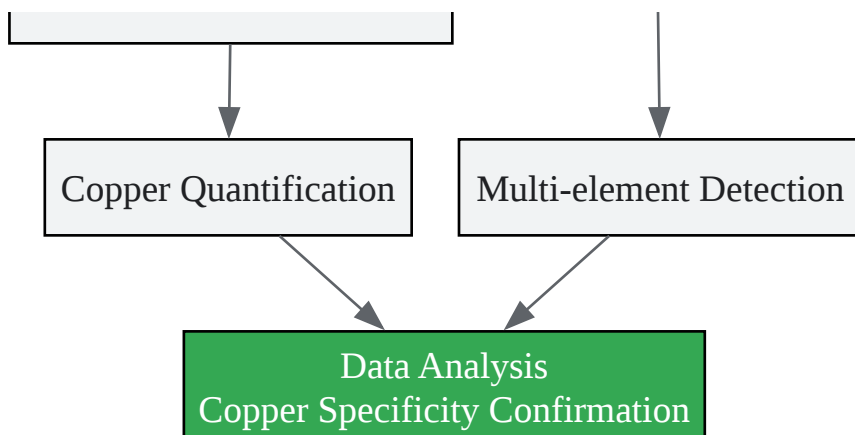 Copper Quantification
Multi-element Detection
Data Analysis
Copper Specificity Confirmation